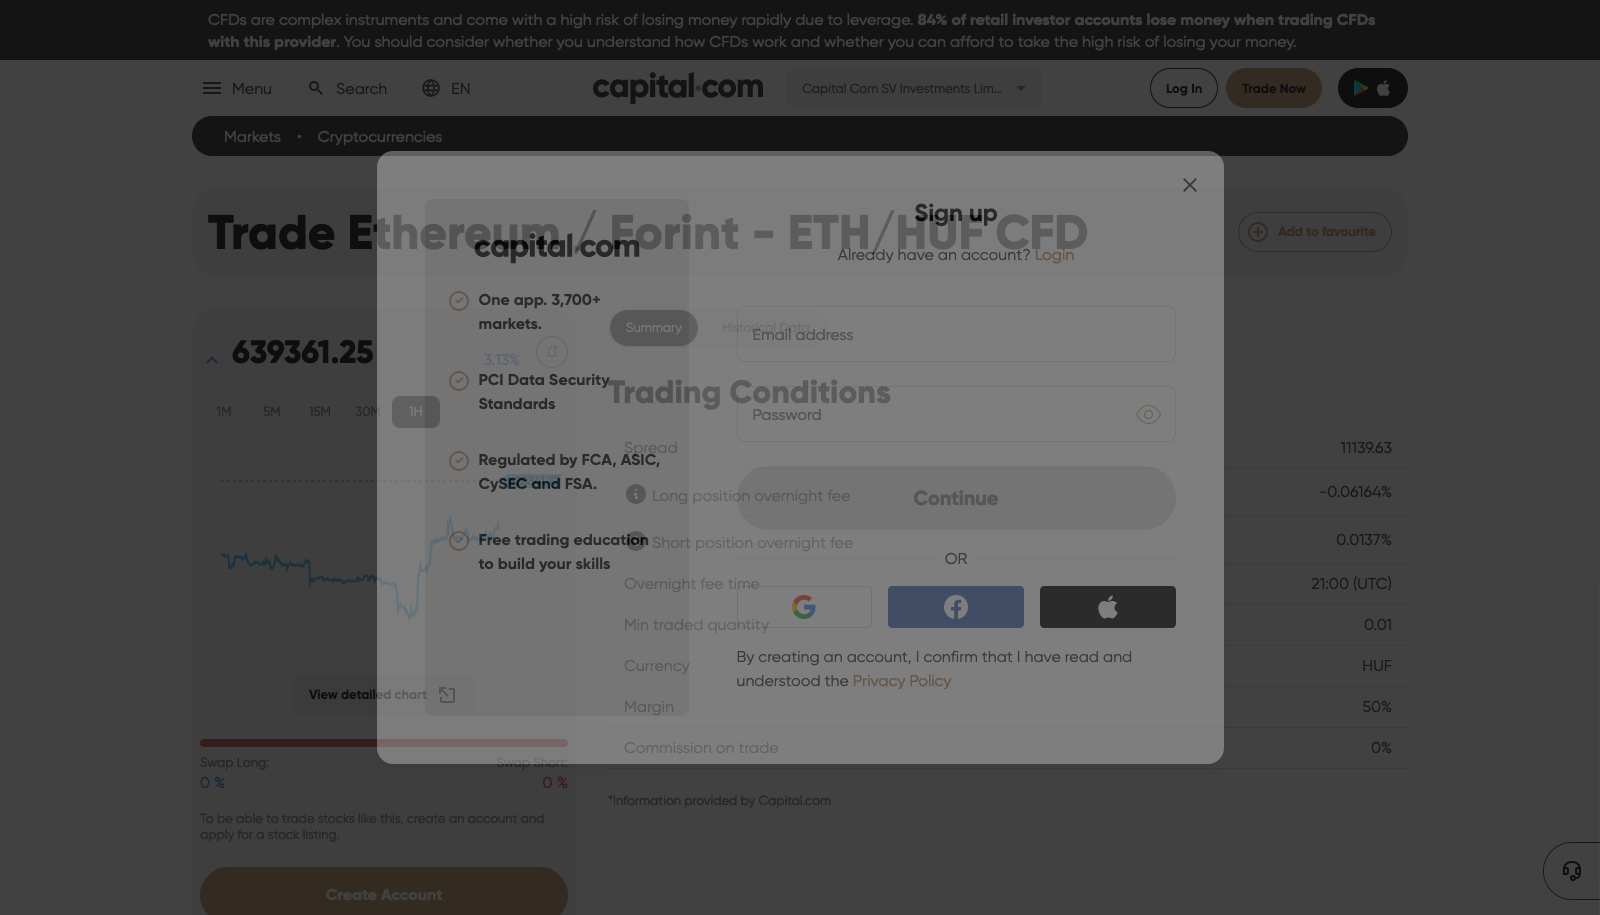 CFDs are complex instruments and come with a high risk of losing money rapidly due to leverage. 84% of retail investor accounts lose money when trading CFDs
with this provider. You should consider whether you understand how CFDs work and whether you can afford to take the high risk of losing your money.
Menu
Search
EN
capital.com
Capital Com SV Investments Lim...
Log In
Trade Now
Markets • Cryptocurrencies
Trade Ethereum / Forint - ETH/HUF CFD
Add to favourite
639361.25
3.13%
1M
5M
15M
30M
1H
View detailed chart
Swap Long:
Swap Short:
0 %
0 %
To be able to trade stocks like this, create an account and
apply for a stock listing.
Create Account
Summary
Historical Data
Trading Conditions
Spread
11139.63
Long position overnight fee
-0.06164%
Short position overnight fee
0.0137%
Overnight fee time
21:00 (UTC)
Min traded quantity
0.01
Currency
HUF
Margin
50%
Commission on trade
0%
*Information provided by Capital.com
capital.com
One app. 3,700+
markets.
PCI Data Security
Standards
Regulated by FCA, ASIC,
CySEC and FSA.
Free trading education
to build your skills
Sign up
Already have an account? Login
Email address
Password
Continue
OR
By creating an account, I confirm that I have read and
understood the Privacy Policy